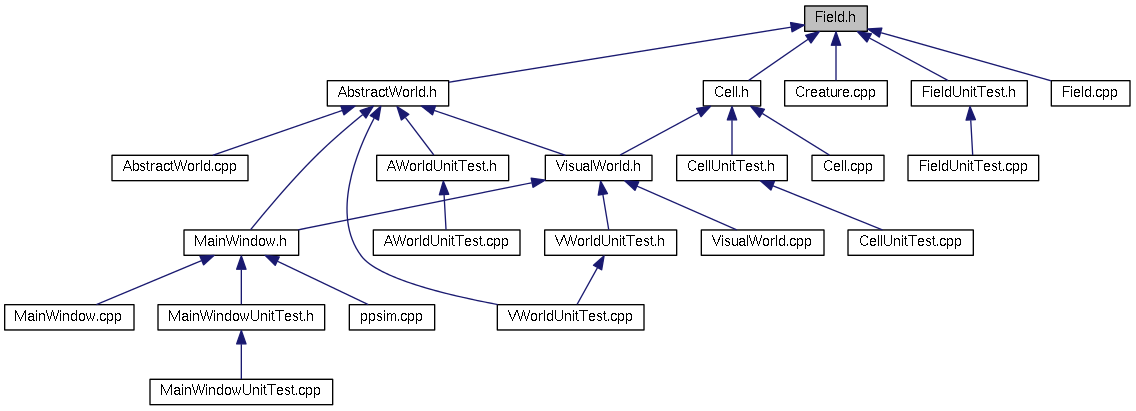 Field.h
AbstractWorld.h
Cell.h
Creature.cpp
FieldUnitTest.h
Field.cpp
AbstractWorld.cpp
AWorldUnitTest.h
VisualWorld.h
CellUnitTest.h
Cell.cpp
FieldUnitTest.cpp
MainWindow.h
AWorldUnitTest.cpp
VWorldUnitTest.h
VisualWorld.cpp
CellUnitTest.cpp
MainWindow.cpp
MainWindowUnitTest.h
ppsim.cpp
VWorldUnitTest.cpp
MainWindowUnitTest.cpp